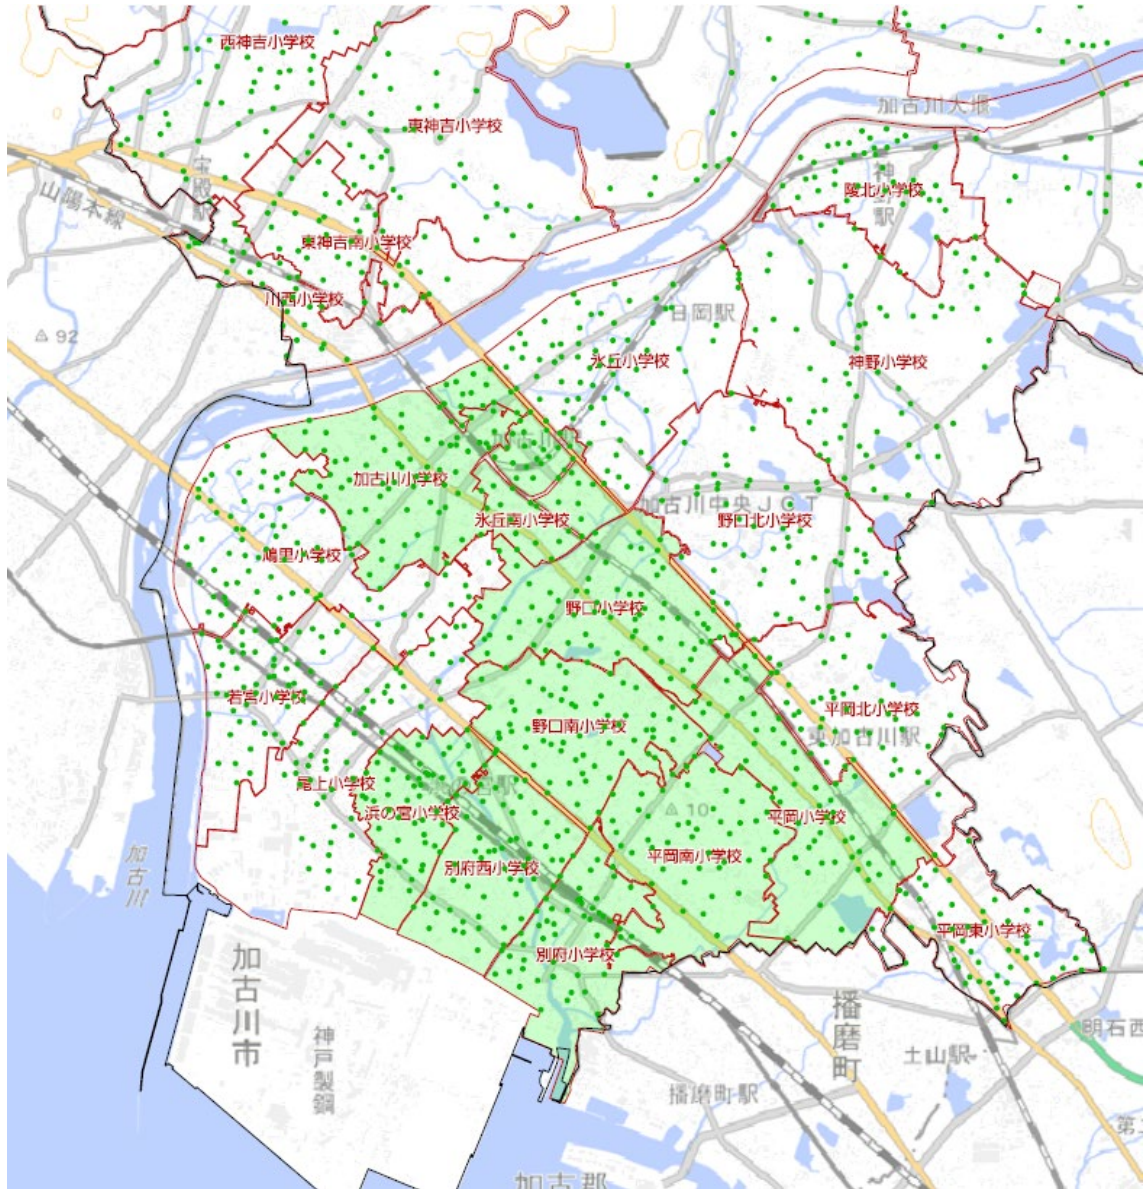 西神吉小学校
加古川大堰
東神吉小学校
宝殿駅
神野駅
陵北小学校
山陽本線
東神吉南小学校
川西小学校
日岡駅
92
氷丘小学校
神野小学校
加古川小学校
加古川中央JCT
氷丘南小学校
野口北小学校
鳩里小学校
野口小学校
若宮小学校
平岡北小学校
野口南小学校
東加古川駅
尾上小学校
浜の宮小学校
10
平岡小学校
加古川
別府西小学校
平岡南小学校
平岡東小学校
別府小学校
加古川市
播磨町
神戸製鋼
明石西
土山駅
播磨町駅
第二
加古郡